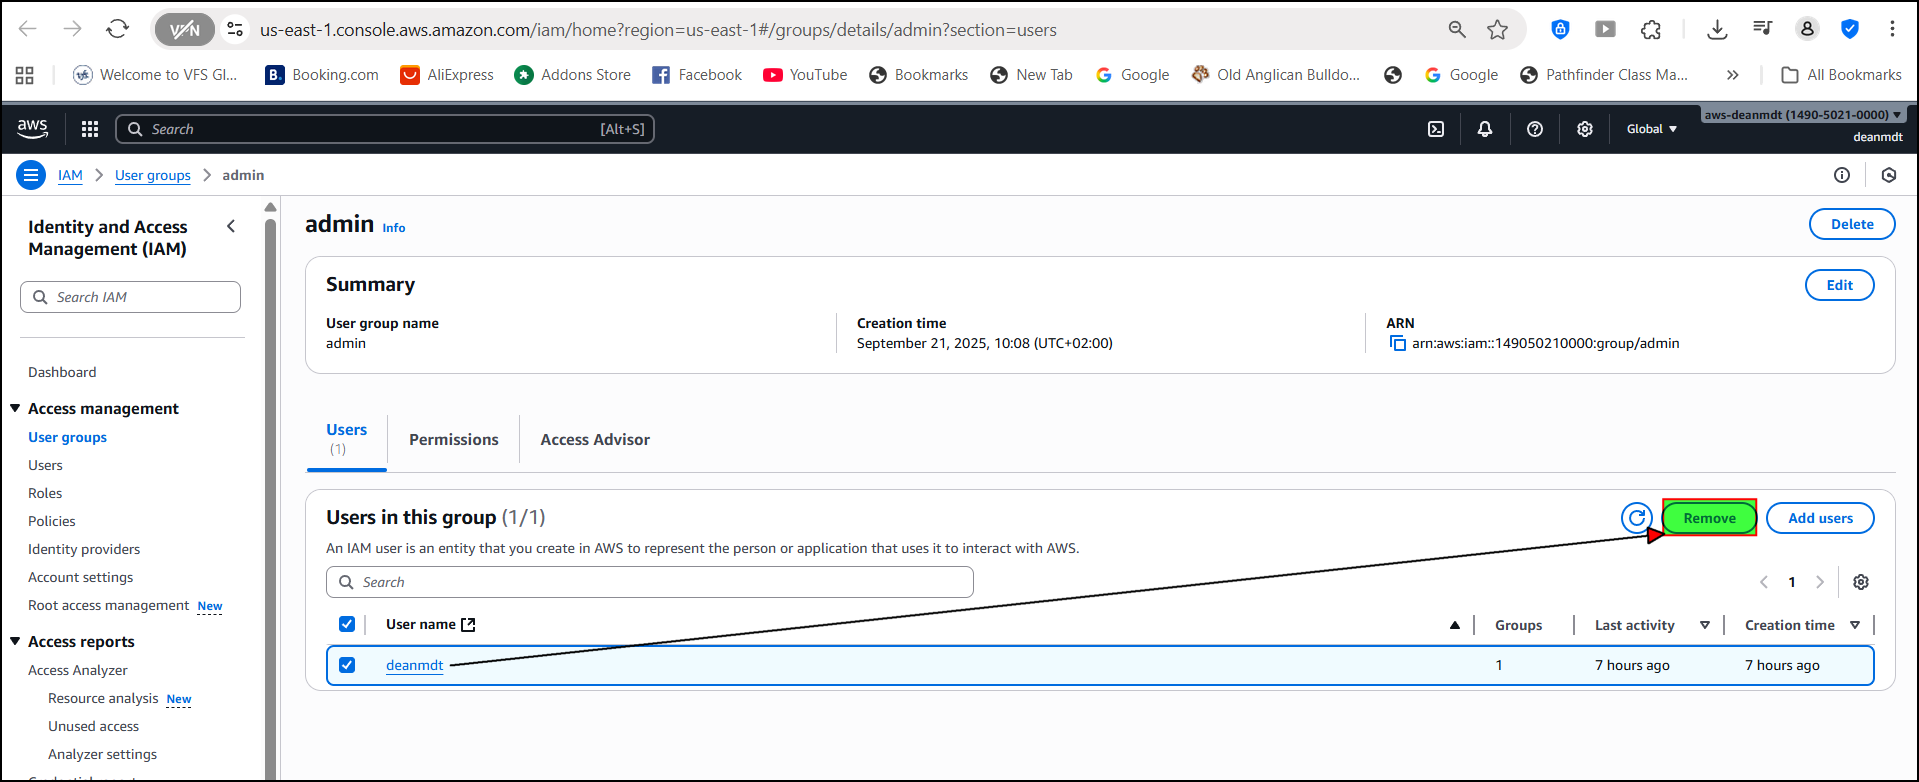 VPN
us-east-1.console.aws.amazon.com/iam/home?region=us-east-1#/groups/details/admin?section=users
Welcome to VFS Gl...
B. Booking.com
AliExpress
Addons Store
Facebook
YouTube
Bookmarks
New Tab
Google
Old Anglican Bulldo...
Google
Pathfinder Class Ma...
All Bookmarks
aws
Search
[Alt+S]
Global
aws-deanmdt (1490-5021-0000)
deanmdt
IAM
User groups
admin
Identity and Access
Management (IAM)
Search IAM
Dashboard
Access management
User groups
Users
Roles
Policies
Identity providers
Account settings
Root access management New
Access reports
Access Analyzer
Resource analysis New
Unused access
Analyzer settings
admin Info
Delete
Summary
Edit
User group name
admin
Creation time
September 21, 2025, 10:08 (UTC+02:00)
ARN
arn:aws:iam::149050210000:group/admin
Users
(1)
Permissions
Access Advisor
Users in this group (1/1)
Remove
Add users
An IAM user is an entity that you create in AWS to represent the person or application that uses it to interact with AWS.
Search
1
User name
Groups
Last activity
Creation time
deanmdt
1
7 hours ago
7 hours ago